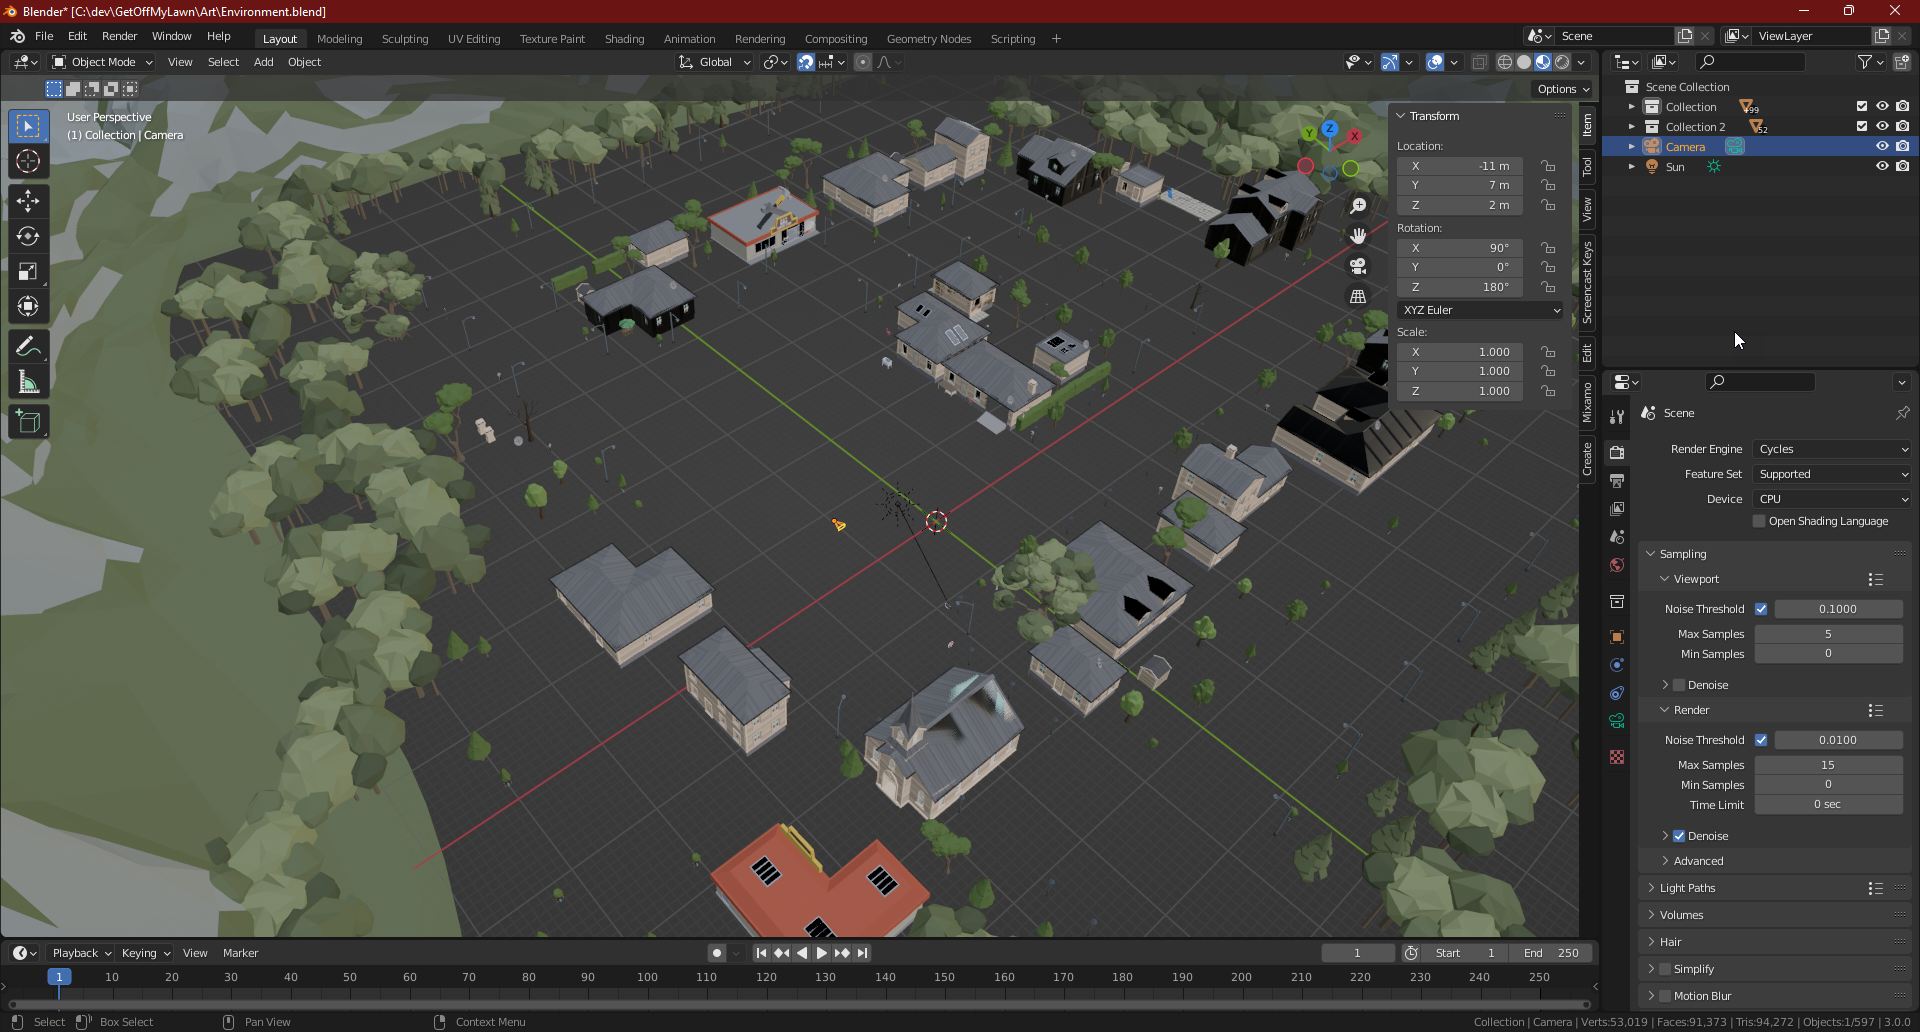 Blender* [C:\dev\GetOffMyLawn\Art\Environment.blend]
File Edit Render Window Help Layout Modeling Sculpting UV Editing Texture Paint Shading Animation Rendering Compositing Geometry Nodes Scripting + Scene ViewLayer
Object Mode View Select Add Object Global
Options
User Perspective
(1) Collection | Camera
Transform
Location:
X -11 m
Y 7 m
Z 2 m
Rotation:
X 90°
Y 0°
Z 180°
XYZ Euler
Scale:
X 1.000
Y 1.000
Z 1.000
Y Z X
Item
Tool
View
Screencast Keys
Edit
Mixamo
Create
Scene Collection
Collection 99
Collection 2 52
Camera
Sun
Scene
Render Engine Cycles
Feature Set Supported
Device CPU
Open Shading Language
Sampling
Viewport
Noise Threshold 0.1000
Max Samples 5
Min Samples 0
Denoise
Render
Noise Threshold 0.0100
Max Samples 15
Min Samples 0
Time Limit 0 sec
Denoise
Advanced
Light Paths
Volumes
Hair
Simplify
Motion Blur
Playback Keying View Marker 1 Start 1 End 250
1 10 20 30 40 50 60 70 80 90 100 110 120 130 140 150 160 170 180 190 200 210 220 230 240 250
Select Box Select Pan View Context Menu Collection | Camera | Verts:53,019 | Faces:91,373 | Tris:94,272 | Objects:1/597 | 3.0.0